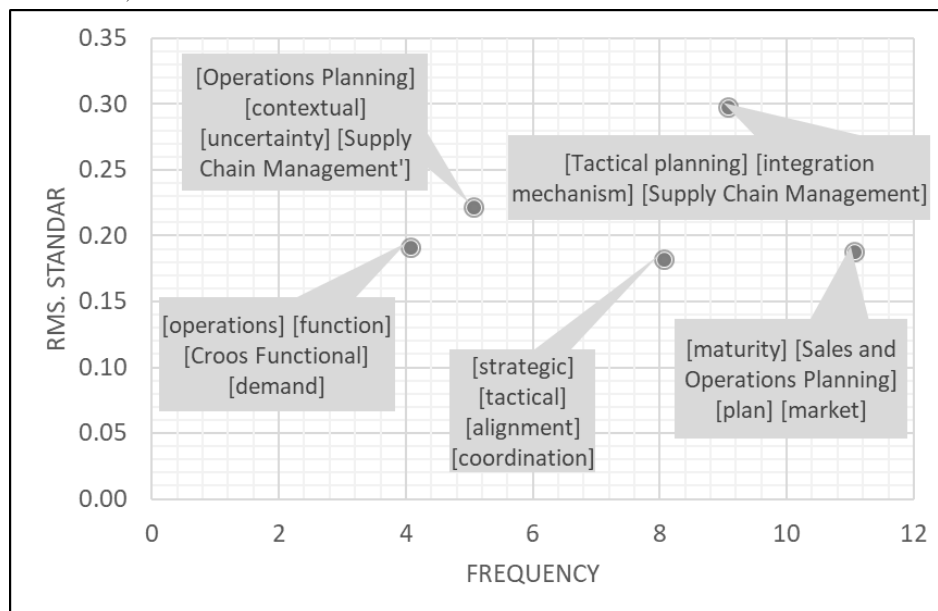 0.35
0.30
0.25
0.20
0.15
0.10
0.05
0.00
RMS. STANDAR
[Operations Planning]
[contextual]
[uncertainty] [Supply
Chain Management']
[Tactical planning] [integration
mechanism] [Supply Chain Management]
[operations] [function]
[Croos Functional]
[demand]
[strategic]
[tactical]
[alignment]
[coordination]
[maturity] [Sales and
Operations Planning]
[plan] [market]
0 2 4 6 8 10 12
FREQUENCY